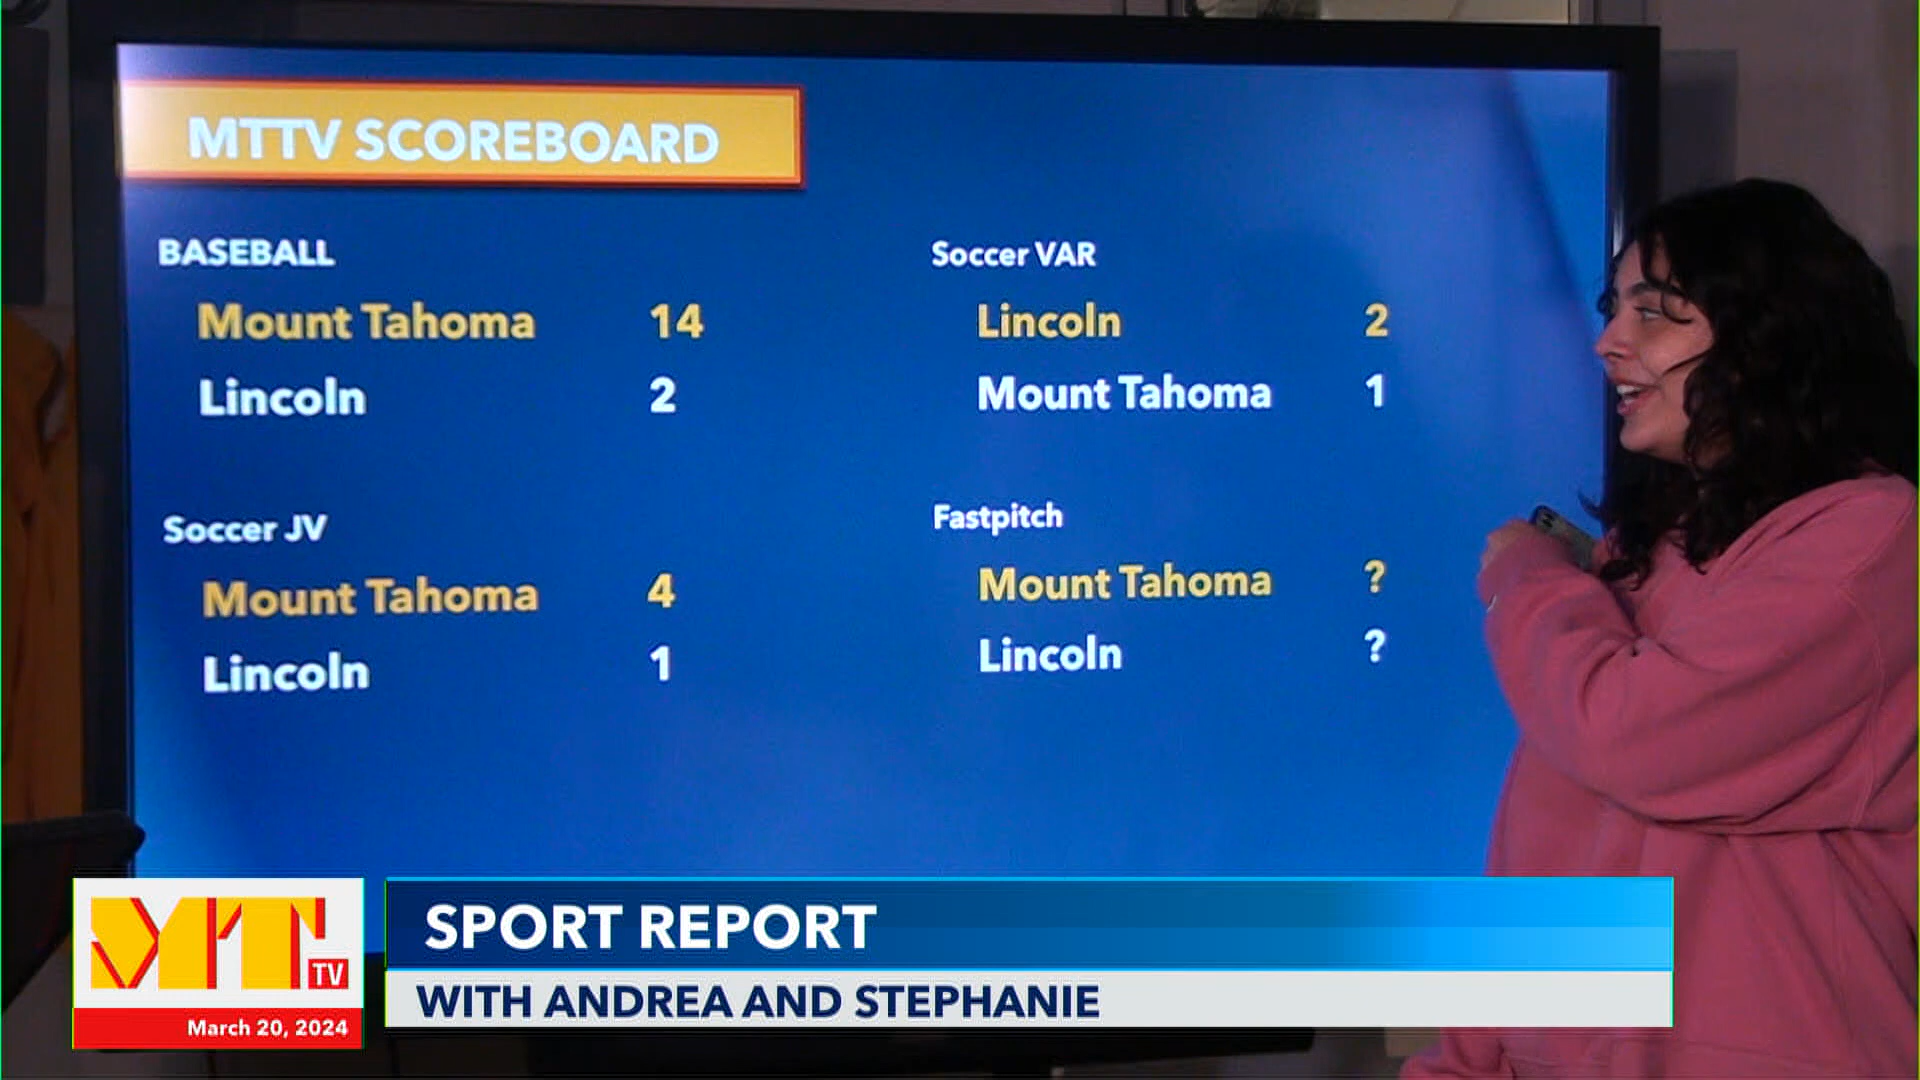 MTTV SCOREBOARD
BASEBALL
Mount Tahoma 14
Lincoln 2
Soccer JV
Mount Tahoma 4
Lincoln 1
Soccer VAR
Lincoln 2
Mount Tahoma 1
Fastpitch
Mount Tahoma ?
Lincoln ?
MT
TV
March 20, 2024
SPORT REPORT
WITH ANDREA AND STEPHANIE